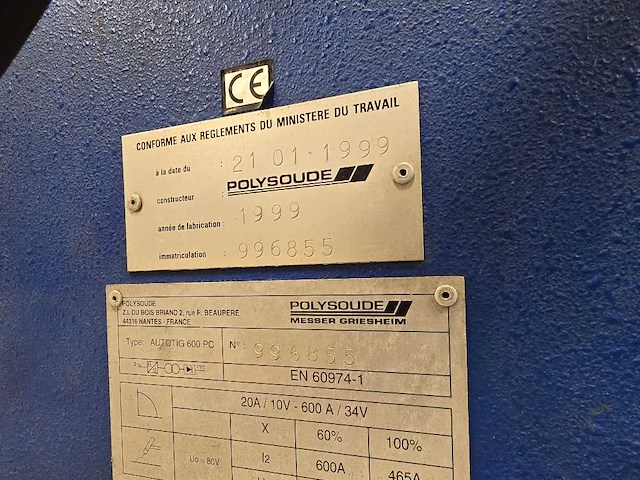 CE
CONFORME AUX REGLEMENTS DU MINISTERE DU TRAVAIL
à la date du : 21 01-1999
constructeur : POLYSOUDE
année de fabrication : 1999
immatriculation : 996855
POLYSOUDE
Z.I. DU BOIS BRIAND 2, rue P. BEAUPERE
44316 NANTES - FRANCE
POLYSOUDE
MESSER GRIESHEIM
Type: AUTOTIG 600 PC
N°: 996855
EN 60974-1
20A / 10V - 600 A / 34V
X 60% 100%
Uo = 80V
I2 600A 465A